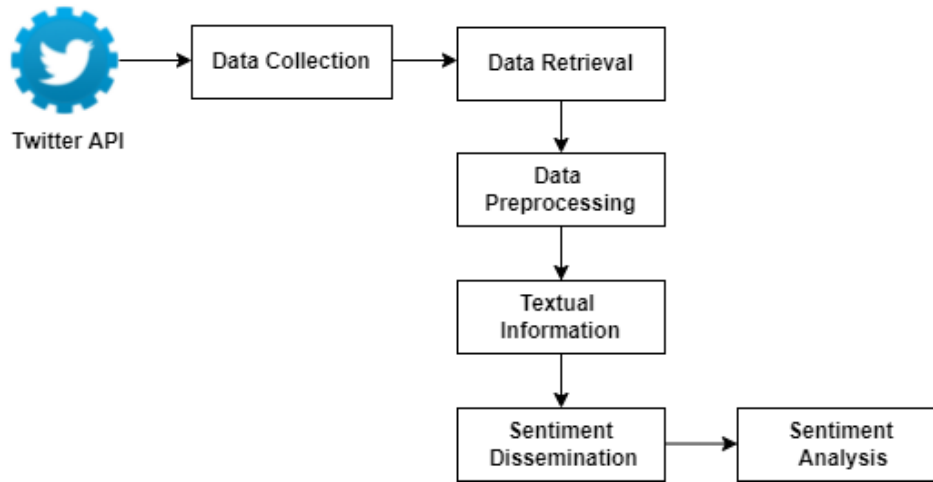 Twitter API
Data Collection
Data Retrieval
Data
Preprocessing
Textual
Information
Sentiment
Dissemination
Sentiment
Analysis